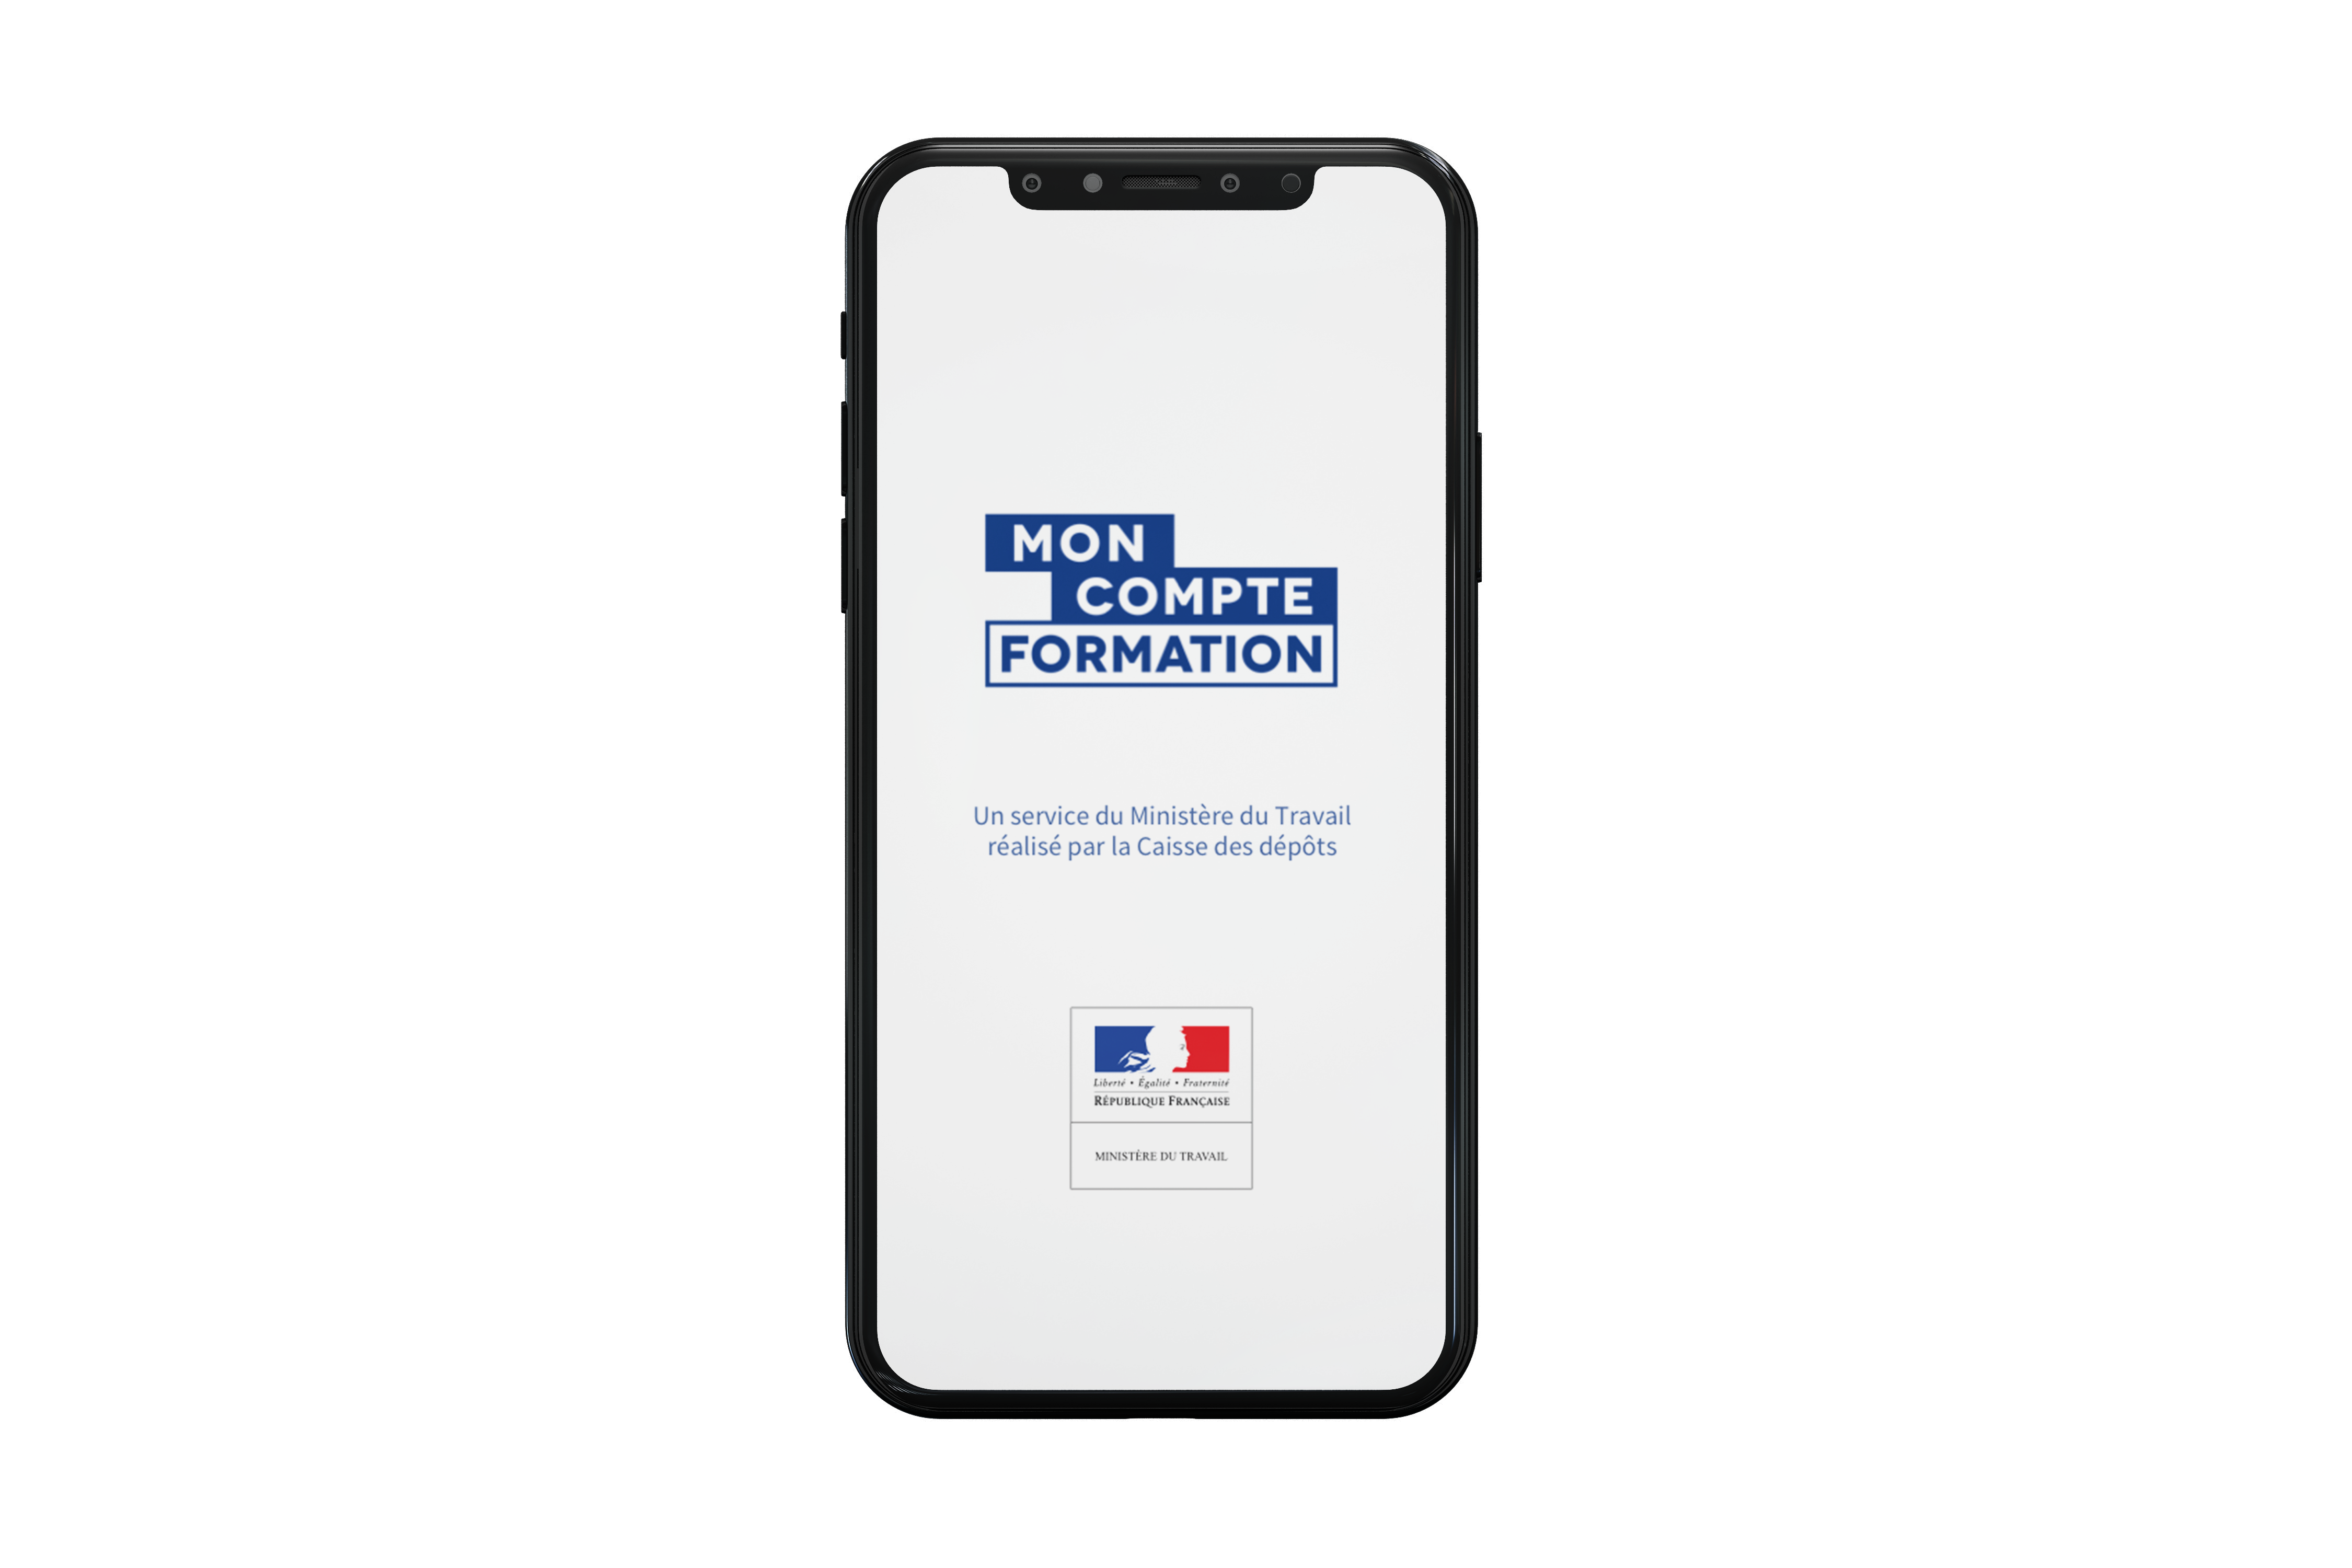 MON
COMPTE
FORMATION
Un service du Ministère du Travail
réalisé par la Caisse des dépôts
Liberté • Égalité • Fraternité
RÉPUBLIQUE FRANÇAISE
MINISTÈRE DU TRAVAIL